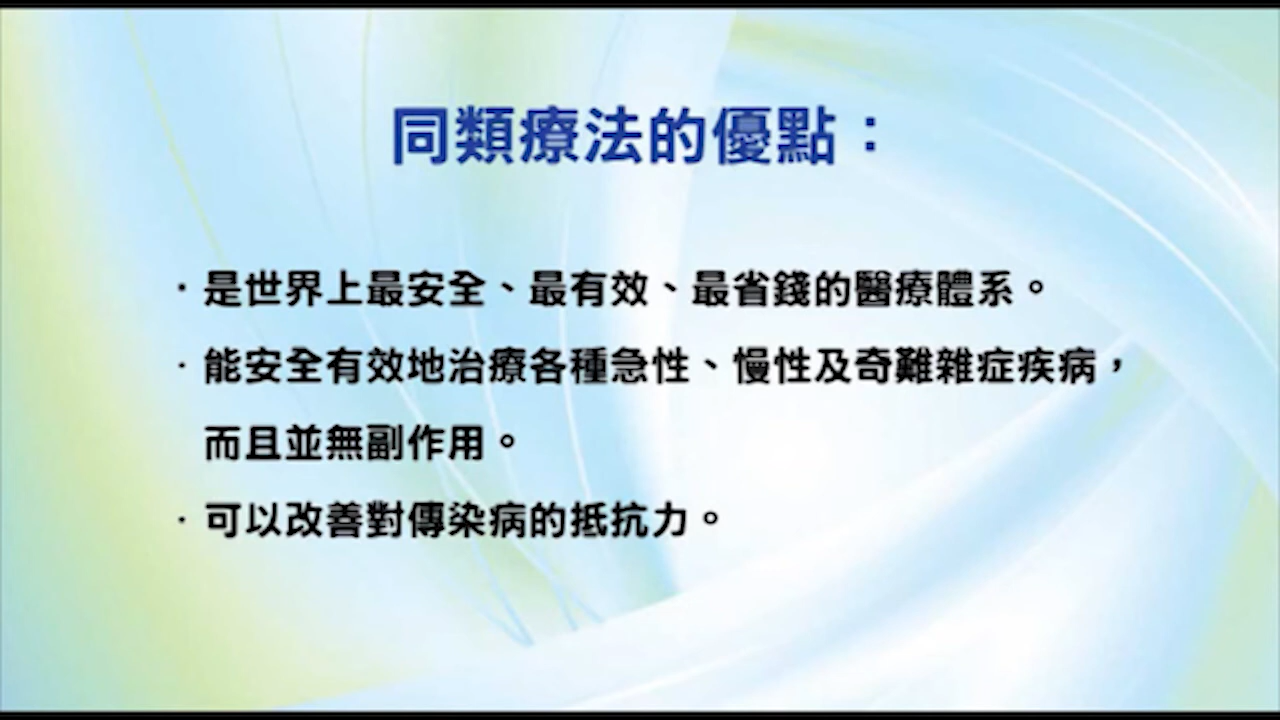 同類療法的優點：
·是世界上最安全、最有效、最省錢的醫療體系。
·能安全有效地治療各種急性、慢性及奇難雜症疾病，
而且並無副作用。
·可以改善對傳染病的抵抗力。